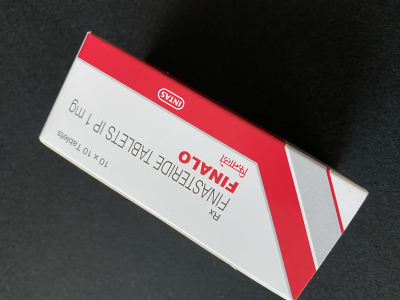 Rx
FINASTERIDE TABLETS IP 1 mg
FINALO
फिनालो
10 x 10 Tablets
INTAS